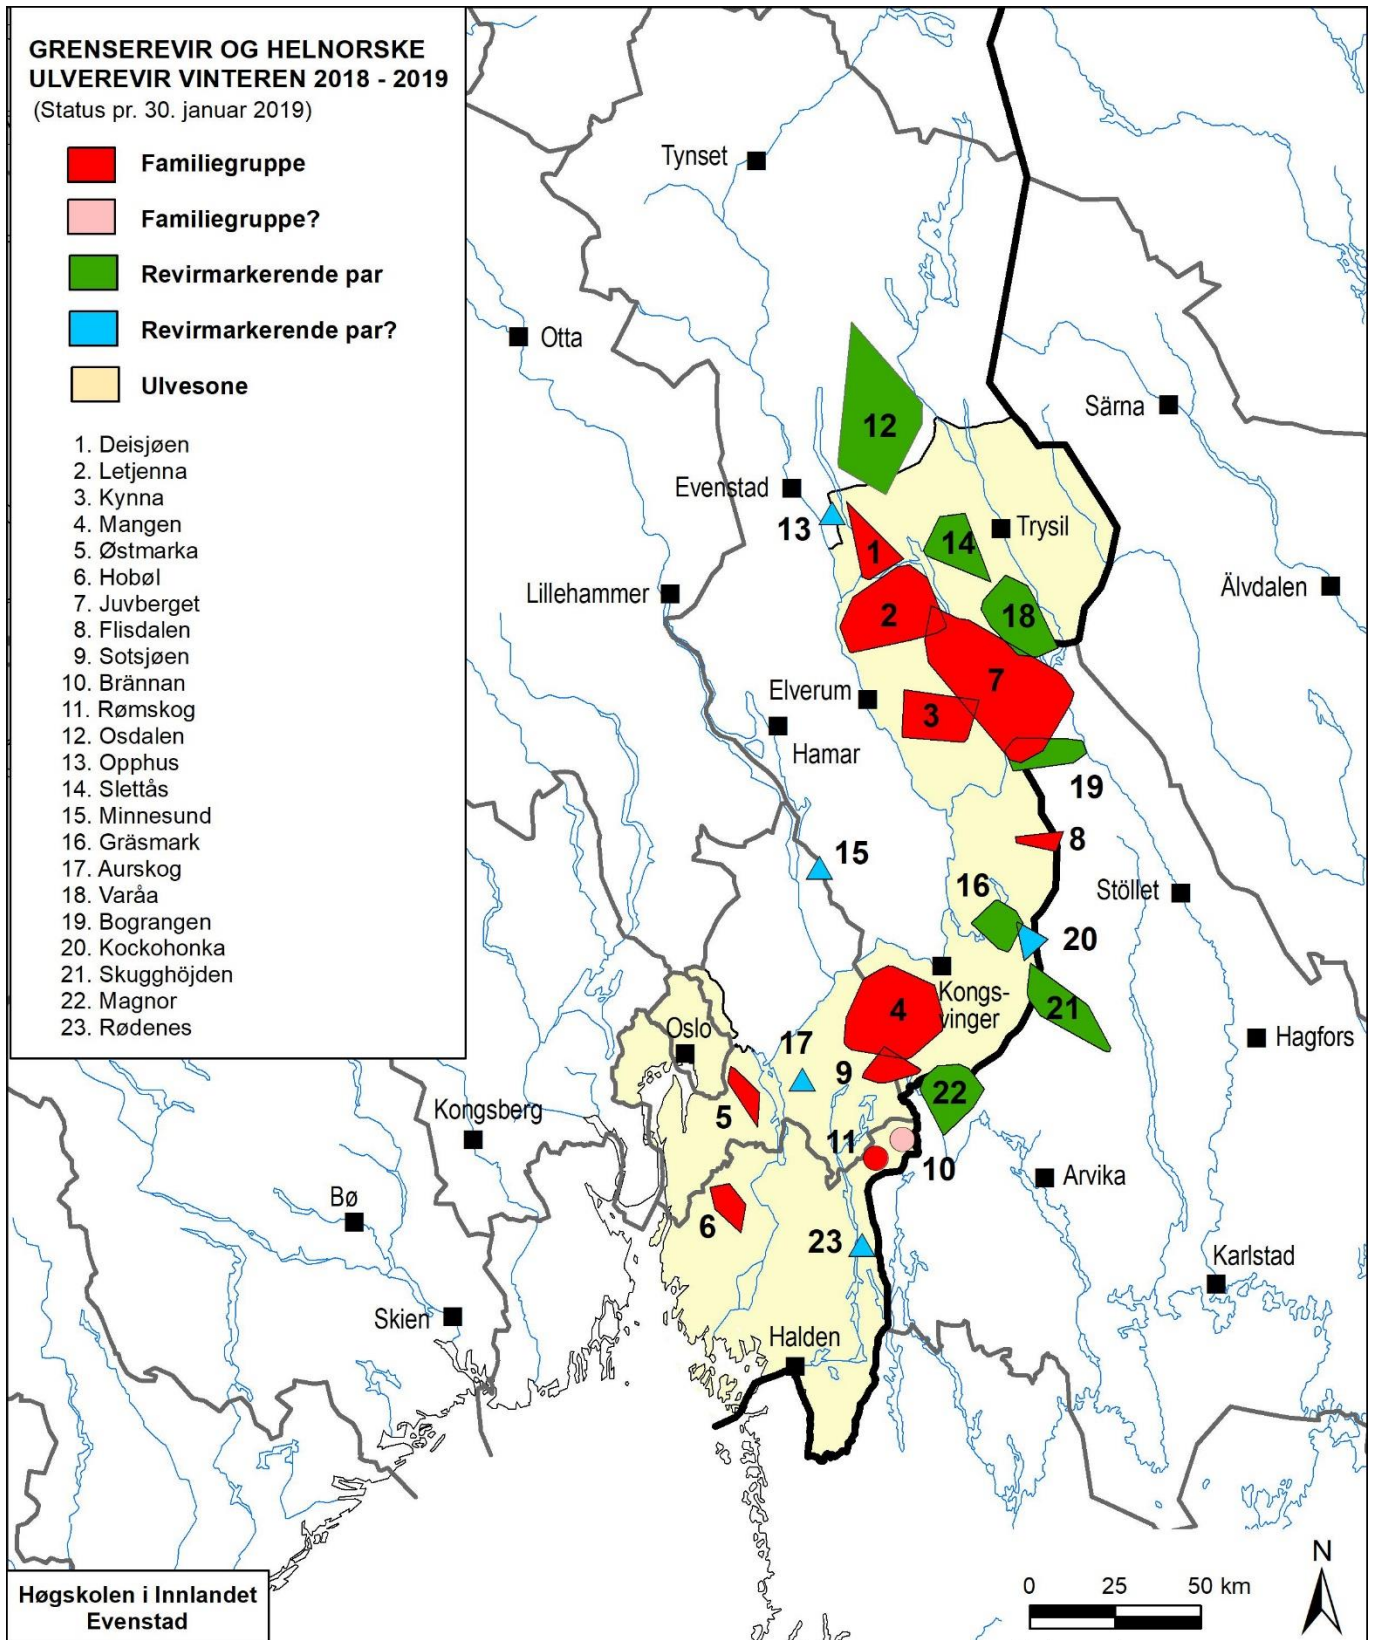 GRENSEREVIR OG HELNORSKE
ULVEREVIR VINTEREN 2018 - 2019
(Status pr. 30. januar 2019)
Familiegruppe
Familiegruppe?
Revirmarkerende par
Revirmarkerende par?
Ulvesone
1. Deisjøen
2. Letjenna
3. Kynna
4. Mangen
5. Østmarka
6. Hobøl
7. Juvberget
8. Flisdalen
9. Sotsjøen
10. Brännan
11. Rømskog
12. Osdalen
13. Opphus
14. Slettås
15. Minnesund
16. Gräsmark
17. Aurskog
18. Varåa
19. Bograngen
20. Kockohonka
21. Skugghöjden
22. Magnor
23. Rødenes
Tynset
Otta
Särna
12
Evenstad
13
1
14
Trysil
Lillehammer
Älvdalen
2
18
7
Elverum
3
Hamar
19
8
15
16
Stöllet
20
4
Kongs-
vinger
21
Oslo
17
Hagfors
9
5
22
Kongsberg
11
10
Arvika
Bø
6
23
Karlstad
Skien
Halden
N
0 25 50 km
Høgskolen i Innlandet
Evenstad